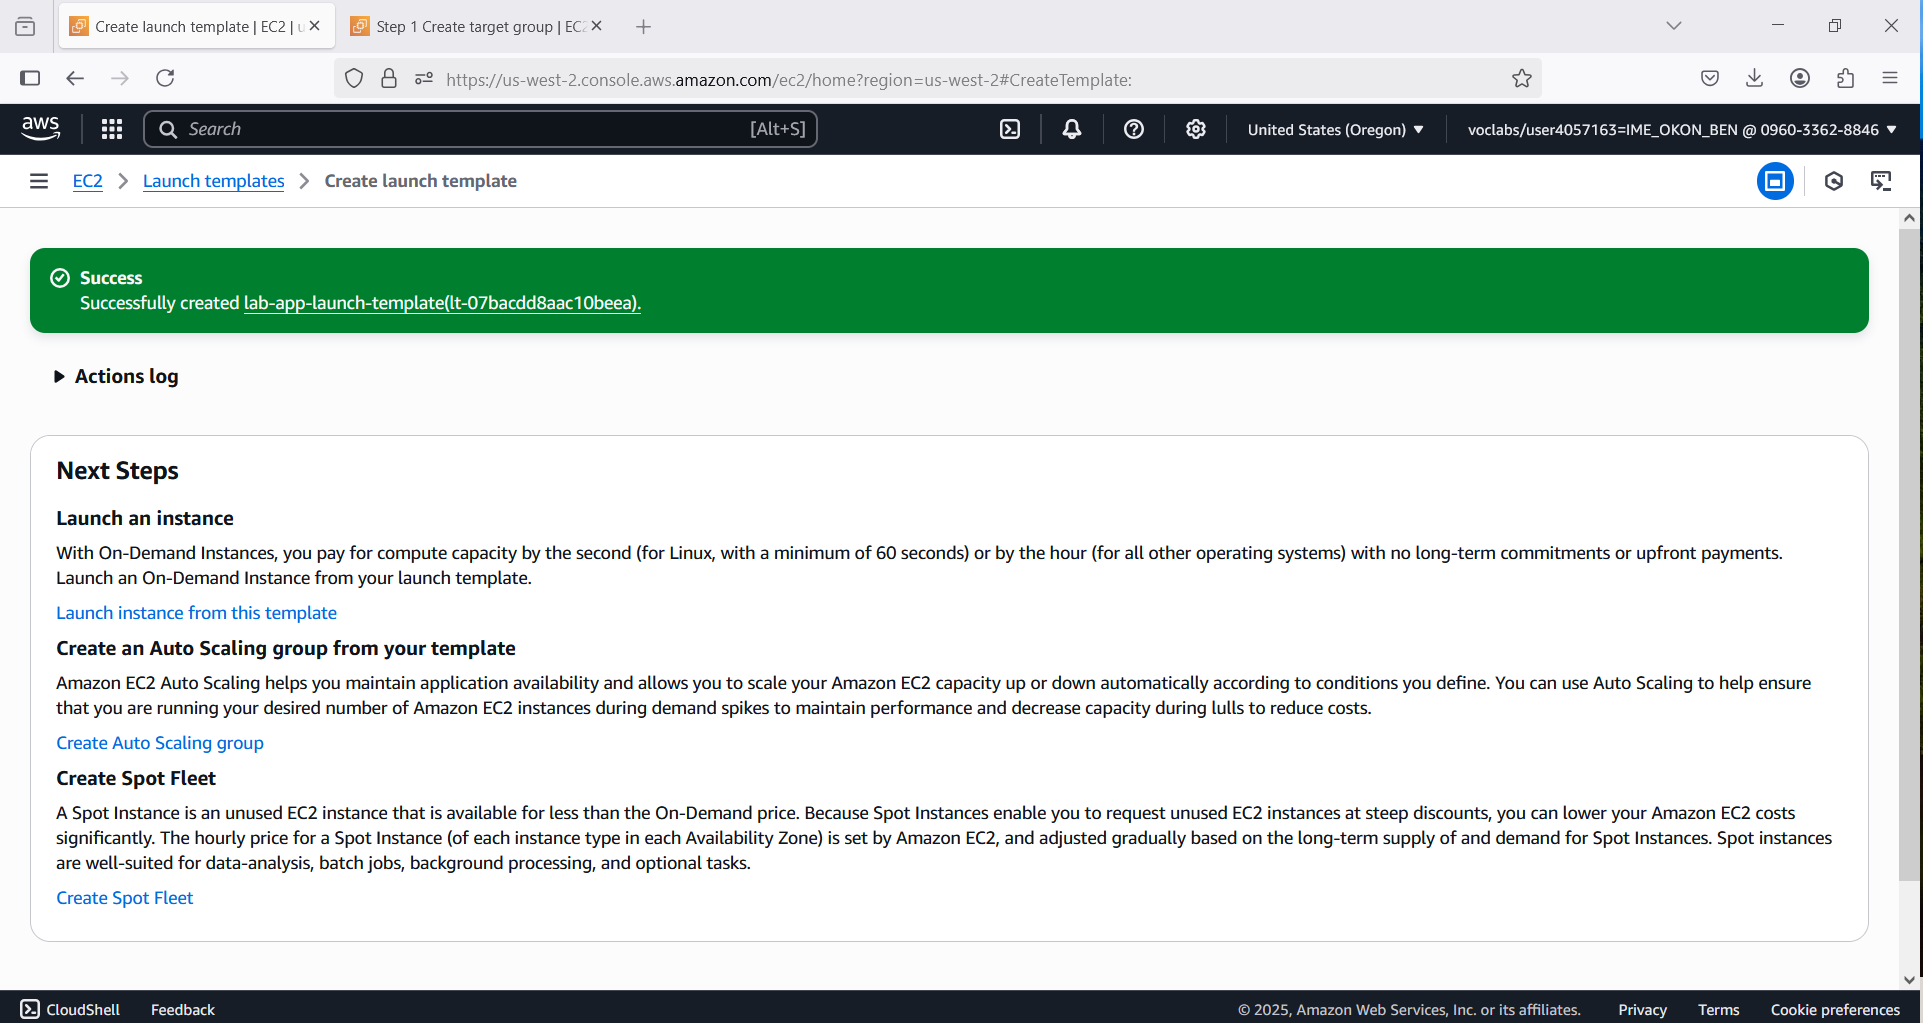 Create launch template | EC2 | u
Step 1 Create target group | EC2
https://us-west-2.console.aws.amazon.com/ec2/home?region=us-west-2#CreateTemplate:
aws
Search
[Alt+S]
United States (Oregon)
voclabs/user4057163=IME_OKON_BEN @ 0960-3362-8846
EC2
Launch templates
Create launch template
Success
Successfully created lab-app-launch-template(lt-07bacdd8aac10beea).
Actions log
Next Steps
Launch an instance
With On-Demand Instances, you pay for compute capacity by the second (for Linux, with a minimum of 60 seconds) or by the hour (for all other operating systems) with no long-term commitments or upfront payments.
Launch an On-Demand Instance from your launch template.
Launch instance from this template
Create an Auto Scaling group from your template
Amazon EC2 Auto Scaling helps you maintain application availability and allows you to scale your Amazon EC2 capacity up or down automatically according to conditions you define. You can use Auto Scaling to help ensure
that you are running your desired number of Amazon EC2 instances during demand spikes to maintain performance and decrease capacity during lulls to reduce costs.
Create Auto Scaling group
Create Spot Fleet
A Spot Instance is an unused EC2 instance that is available for less than the On-Demand price. Because Spot Instances enable you to request unused EC2 instances at steep discounts, you can lower your Amazon EC2 costs
significantly. The hourly price for a Spot Instance (of each instance type in each Availability Zone) is set by Amazon EC2, and adjusted gradually based on the long-term supply of and demand for Spot Instances. Spot instances
are well-suited for data-analysis, batch jobs, background processing, and optional tasks.
Create Spot Fleet
CloudShell
Feedback
© 2025, Amazon Web Services, Inc. or its affiliates.
Privacy
Terms
Cookie preferences